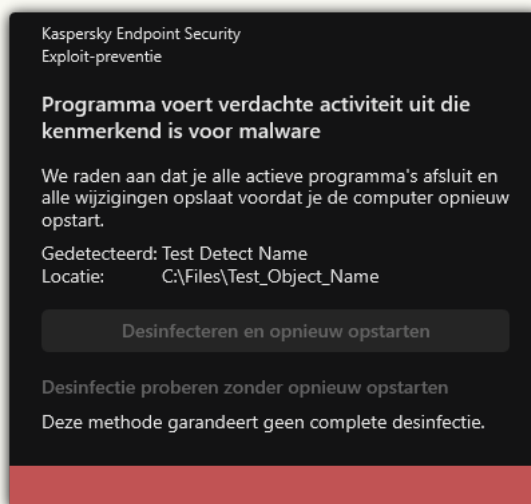 Kaspersky Endpoint Security
Exploit-preventie
Programma voert verdachte activiteit uit die
kenmerkend is voor malware
We raden aan dat je alle actieve programma's afsluit en
alle wijzigingen opslaat voordat je de computer opnieuw
opstart.
Gedetecteerd: Test Detect Name
Locatie: C:\Files\Test_Object_Name
Desinfecteren en opnieuw opstarten
Desinfectie proberen zonder opnieuw opstarten
Deze methode garandeert geen complete desinfectie.